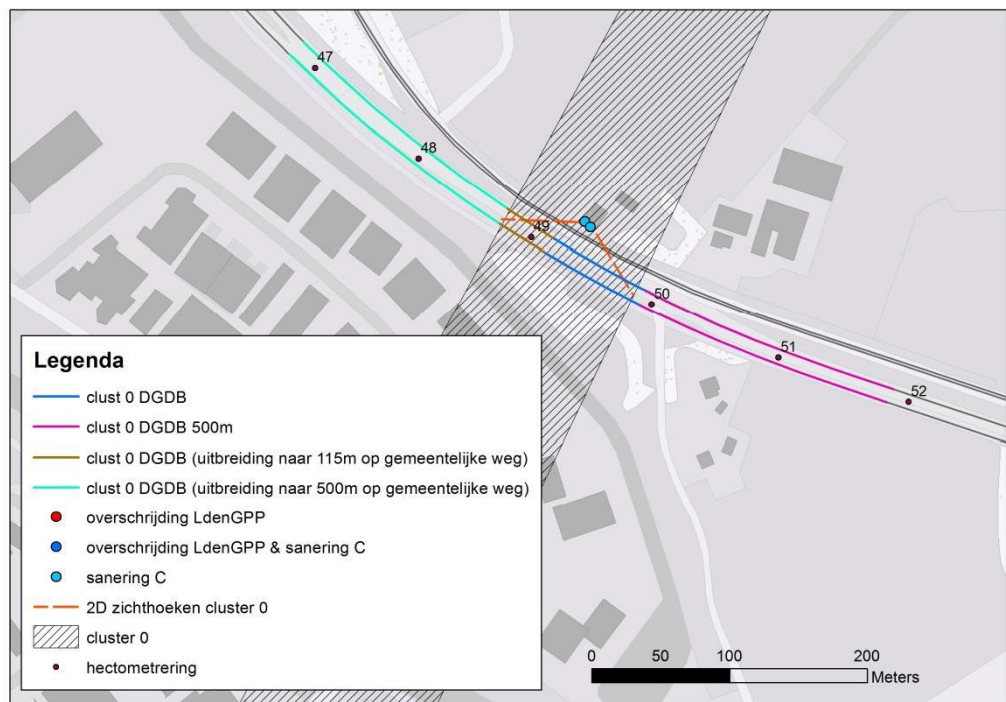 47
48
49
50
51
52
Legenda
clust 0 DGDB
clust 0 DGDB 500m
clust 0 DGDB (uitbreiding naar 115m op gemeentelijke weg)
clust 0 DGDB (uitbreiding naar 500m op gemeentelijke weg)
overschrijding LdenGPP
overschrijding LdenGPP & sanering C
sanering C
2D zichthoeken cluster 0
cluster 0
hectometrering
0 50 100 200
Meters